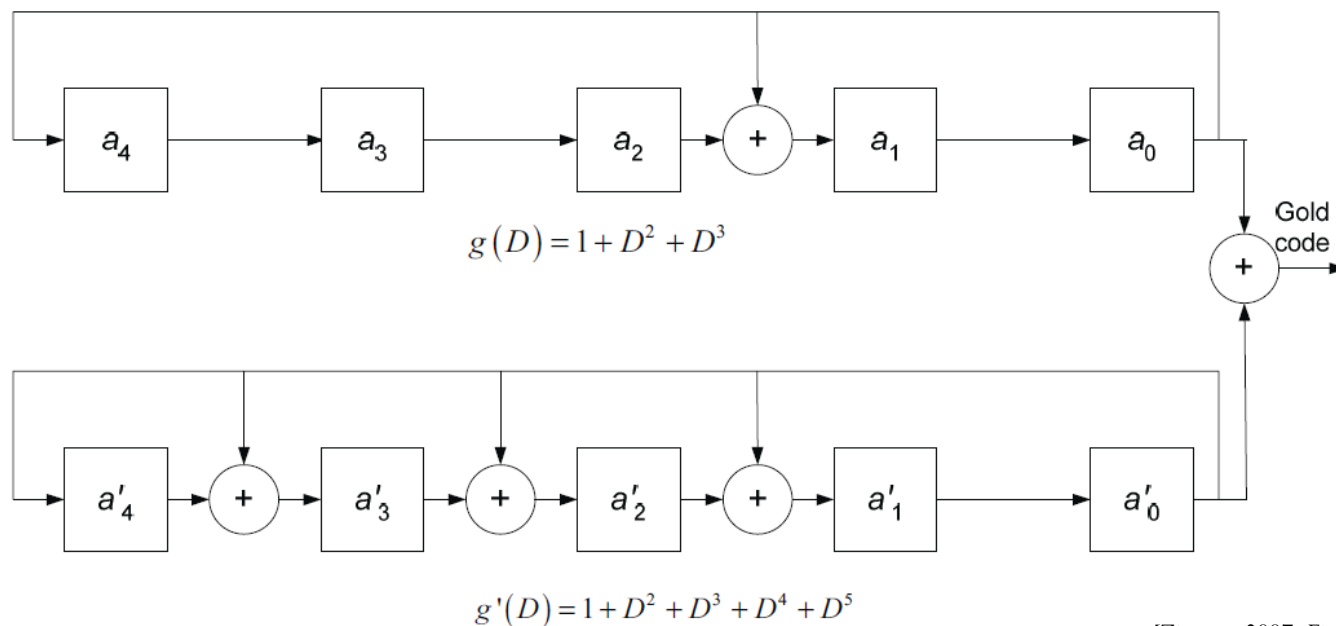 a₄ a₃ a₂ + a₁ a₀
Gold
code
g(D) = 1 + D² + D³
+
a'₄ + a'₃ + a'₂ + a'₁ a'₀
g'(D) = 1 + D² + D³ + D⁴ + D⁵